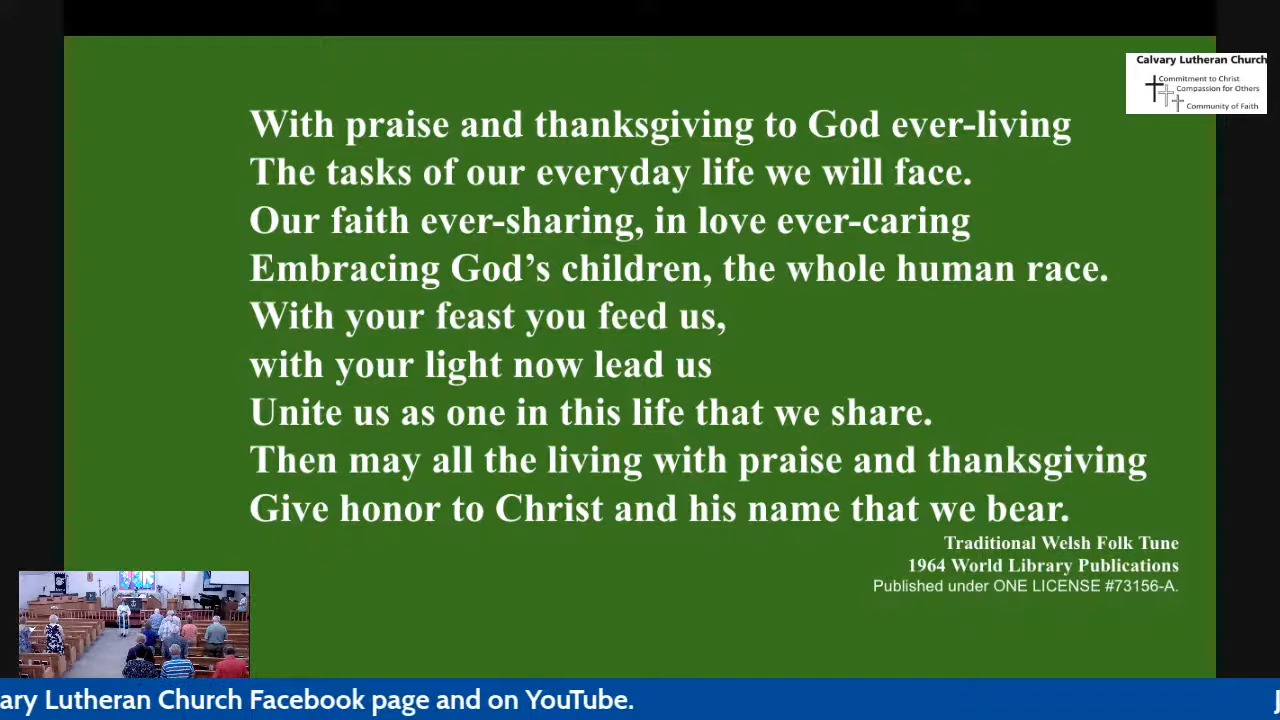 Calvary Lutheran Church
Commitment to Christ
Compassion for Others
Community of Faith
With praise and thanksgiving to God ever-living
The tasks of our everyday life we will face.
Our faith ever-sharing, in love ever-caring
Embracing God’s children, the whole human race.
With your feast you feed us,
with your light now lead us
Unite us as one in this life that we share.
Then may all the living with praise and thanksgiving
Give honor to Christ and his name that we bear.
Traditional Welsh Folk Tune
1964 World Library Publications
Published under ONE LICENSE #73156-A.
ary Lutheran Church Facebook page and on YouTube.